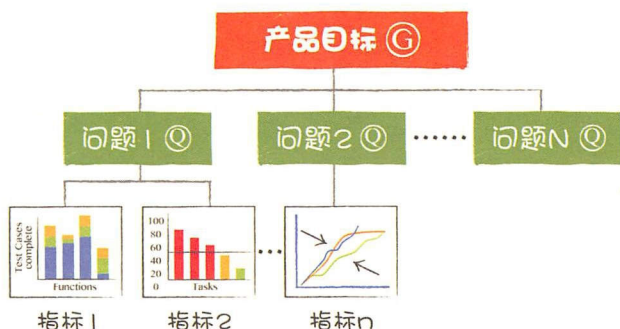 产品目标 G
问题1 Q
问题2 Q
……
问题N Q
Test Cases complete
Functions
100
80
60
40
20
0
Tasks
…
指标1
指标2
指标n